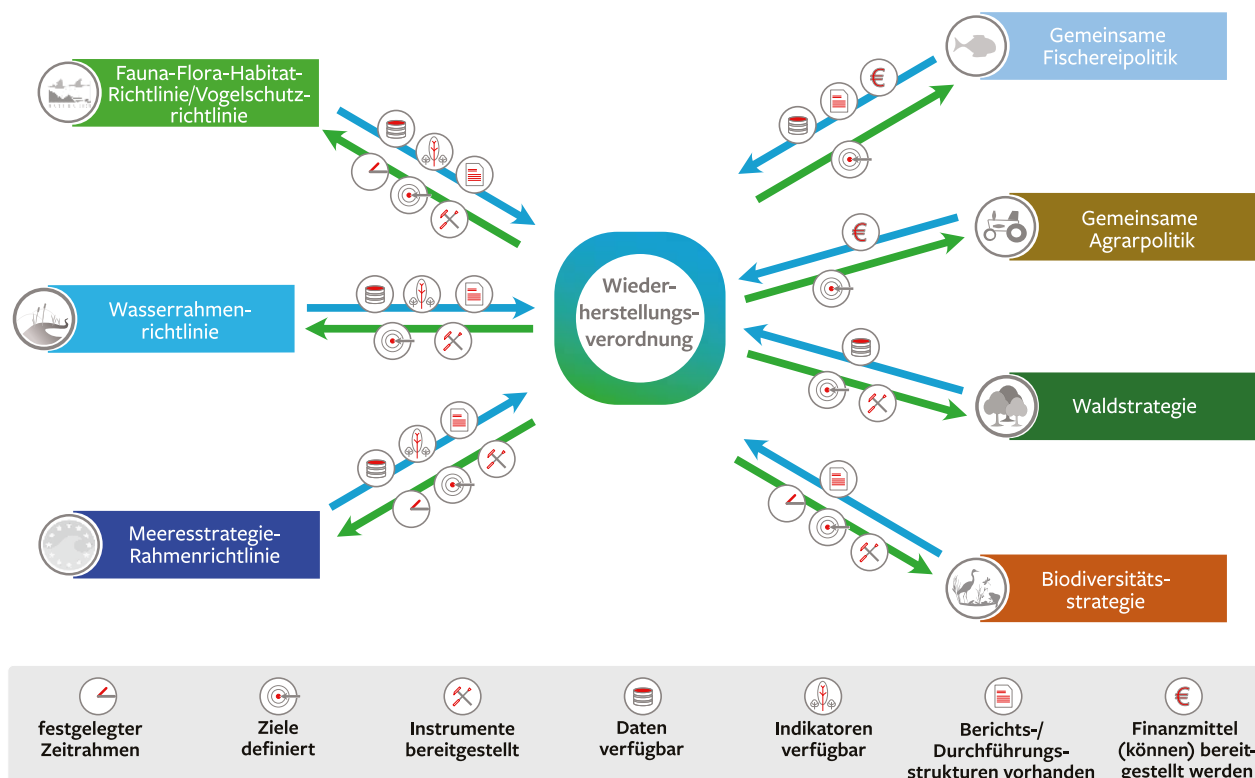 Fauna-Flora-Habitat-
Richtlinie/Vogelschutz-
richtlinie
Wasserrahmen-
richtlinie
Meeresstrategie-
Rahmenrichtlinie
Wieder-
herstellungs-
verordnung
Gemeinsame
Fischereipolitik
Gemeinsame
Agrarpolitik
Waldstrategie
Biodiversitäts-
strategie
festgelegter
Zeitrahmen
Ziele
definiert
Instrumente
bereitgestellt
Daten
verfügbar
Indikatoren
verfügbar
Berichts-/
Durchführungs-
strukturen vorhanden
Finanzmittel
(können) bereit-
gestellt werden